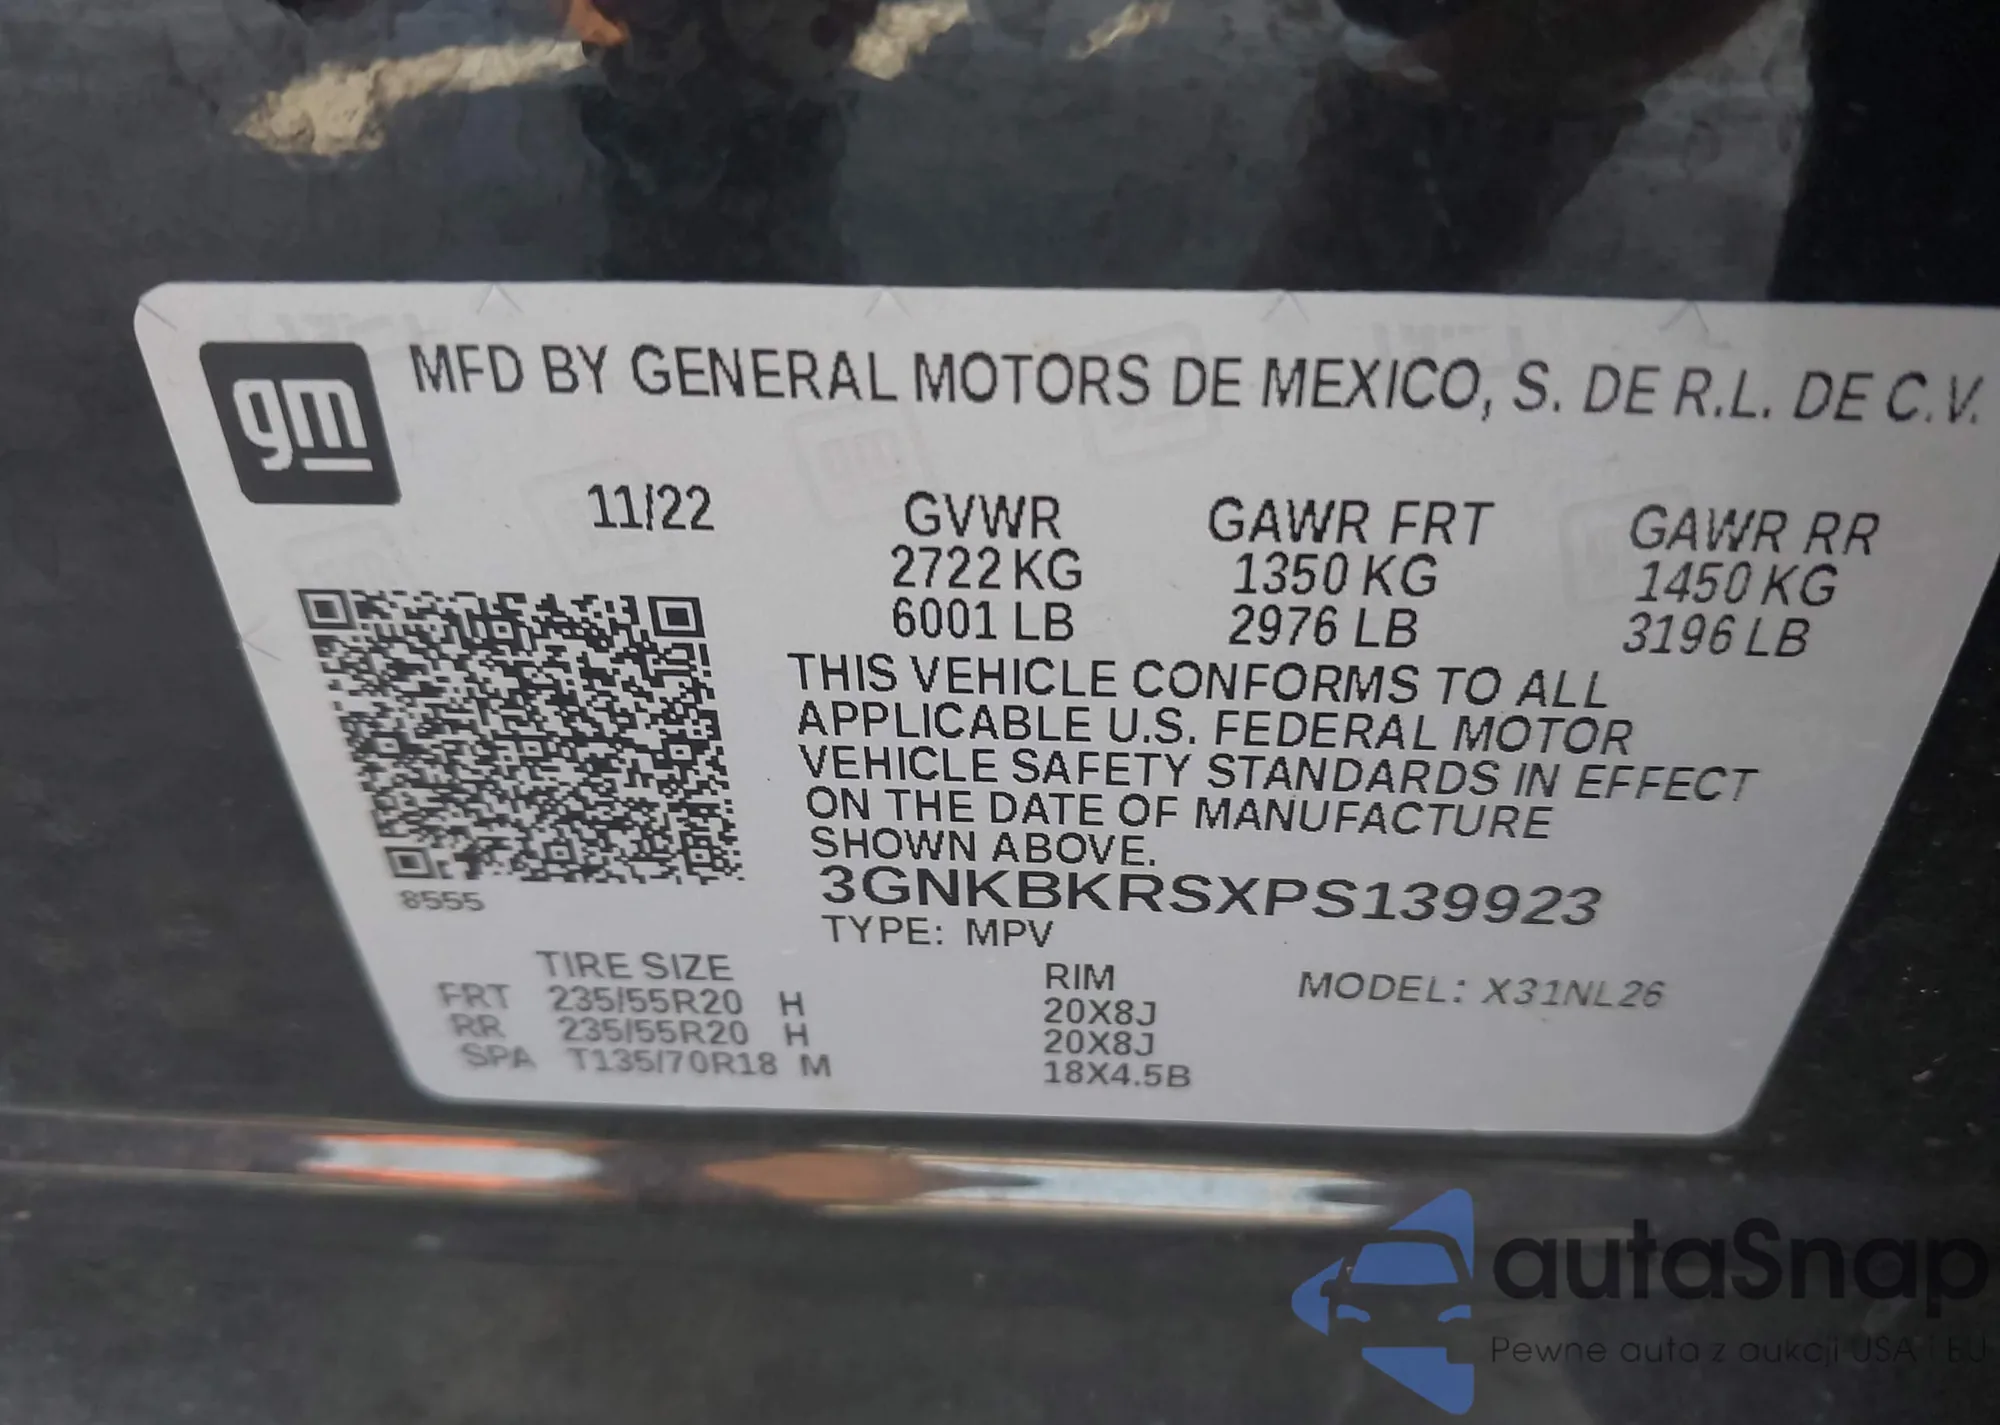 gm
MFD BY GENERAL MOTORS DE MEXICO, S. DE R.L. DE C.V.
11/22 GVWR GAWR FRT GAWR RR
2722 KG 1350 KG 1450 KG
6001 LB 2976 LB 3196 LB
THIS VEHICLE CONFORMS TO ALL
APPLICABLE U.S. FEDERAL MOTOR
VEHICLE SAFETY STANDARDS IN EFFECT
ON THE DATE OF MANUFACTURE
SHOWN ABOVE.
3GNKBKRSXPS139923
8555
TYPE: MPV
TIRE SIZE RIM MODEL: X31NL26
FRT 235/55R20 H 20X8J
RR 235/55R20 H 20X8J
SPA T135/70R18 M 18X4.5B
autaSnap
Pewne auta z aukcji USA i EU